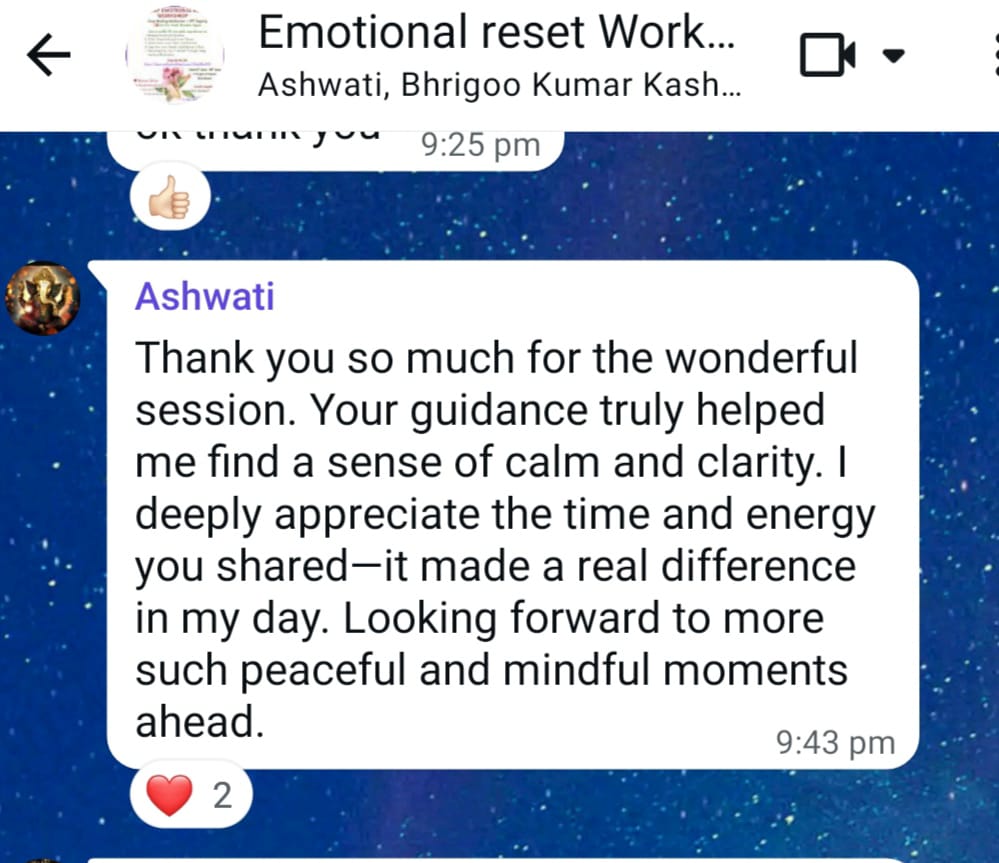 Emotional reset Work...
Ashwati, Bhrigoo Kumar Kash...
ok thank you 9:25 pm
Ashwati
Thank you so much for the wonderful
session. Your guidance truly helped
me find a sense of calm and clarity. I
deeply appreciate the time and energy
you shared—it made a real difference
in my day. Looking forward to more
such peaceful and mindful moments
ahead.
9:43 pm
2